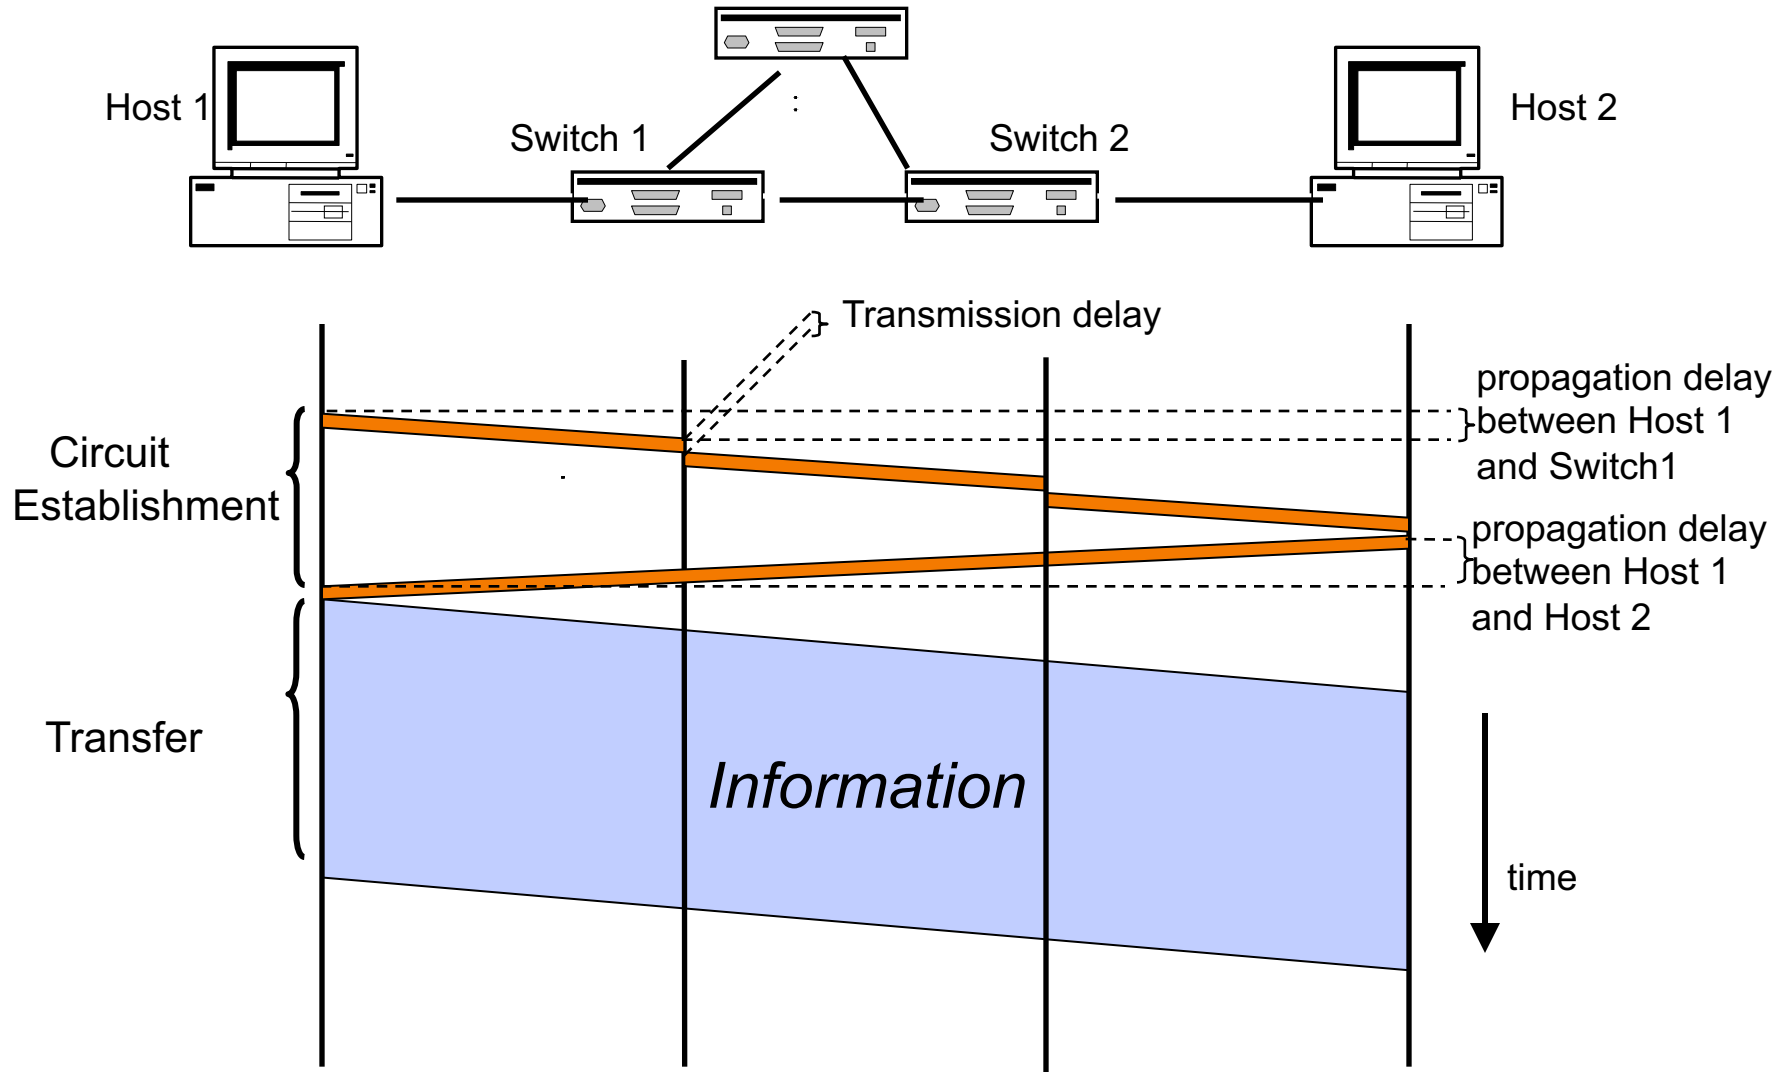 Host 1
Switch 1
Switch 2
Host 2
:
Transmission delay
propagation delay
between Host 1
and Switch1
Circuit
Establishment
propagation delay
between Host 1
and Host 2
Transfer
Information
time